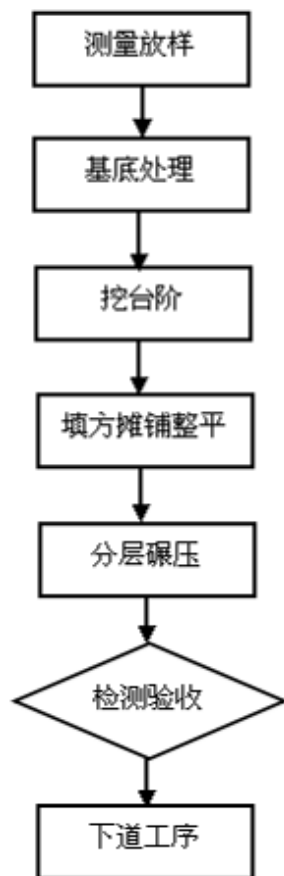 测量放样
基底处理
挖台阶
填方摊铺整平
分层碾压
检测验收
下道工序